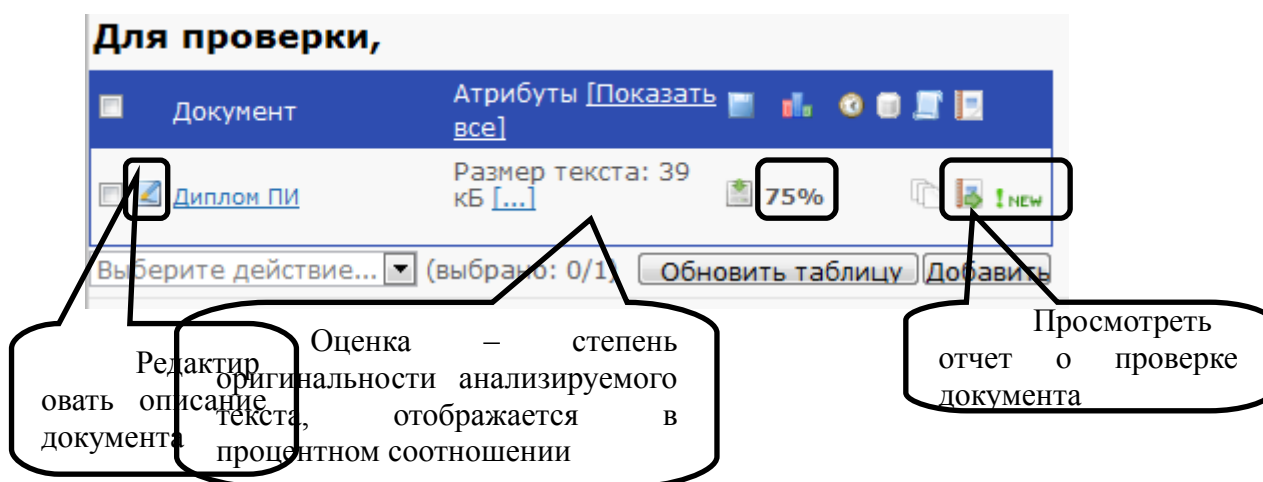 Для проверки,
Документ
Атрибуты [Показать
все]
Диплом ПИ
Размер текста: 39
кБ [...]
75%
! NEW
Выберите действие... (выбрано: 0/1) Обновить таблицу Добавить
Редактир
овать описание
документа
Оценка – степень
оригинальности анализируемого
текста, отображается в
процентном соотношении
Просмотреть
отчет о проверке
документа